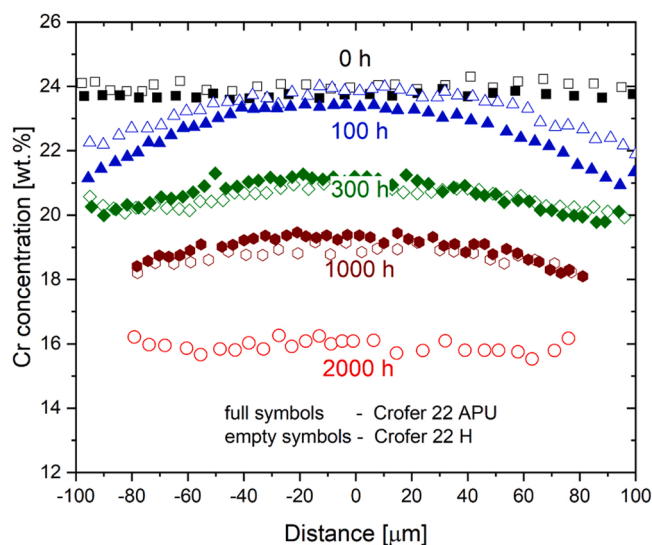 26
24
22
20
18
16
14
12
Cr concentration [wt.%]
0 h
100 h
300 h
1000 h
2000 h
full symbols - Crofer 22 APU
empty symbols - Crofer 22 H
-100 -80 -60 -40 -20 0 20 40 60 80 100
Distance [μm]